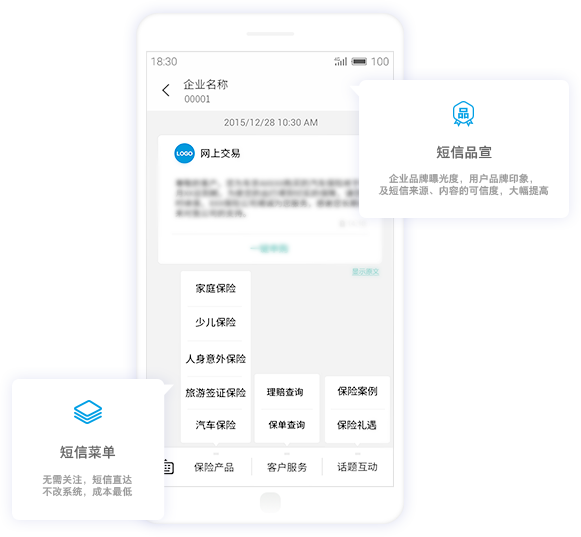 18:30
100
企业名称
00001
2015/12/28 10:30 AM
LOGO
网上交易
短信品宣
企业品牌曝光度，用户品牌印象，
及短信来源、内容的可信度，大幅提高
显示原文
家庭保险
少儿保险
人身意外保险
旅游签证保险
汽车保险
理赔查询
保单查询
保险案例
保险礼遇
保险产品
客户服务
话题互动
短信菜单
无需关注，短信直达
不改系统，成本最低